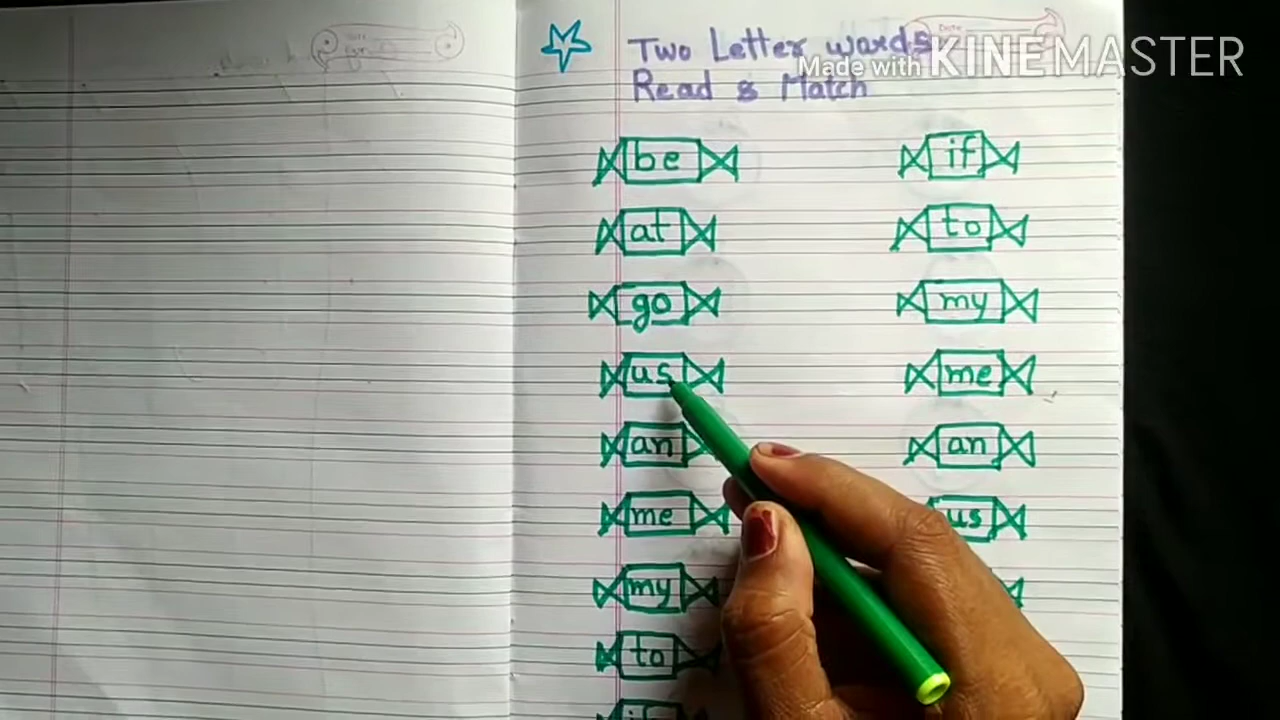 Two Letter words
Made with KINEMASTER
Read & Match
be if
at to
go my
us me
an an
me us
my
to